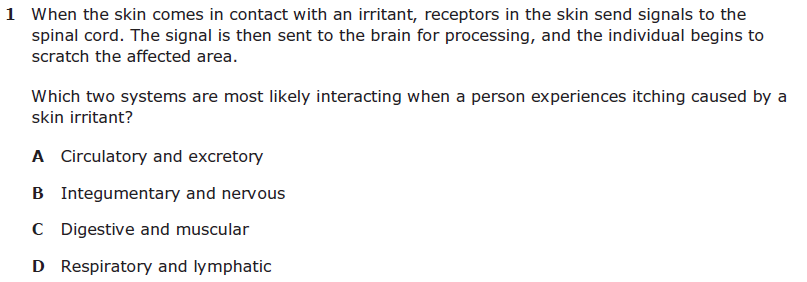 1 When the skin comes in contact with an irritant, receptors in the skin send signals to the
spinal cord. The signal is then sent to the brain for processing, and the individual begins to
scratch the affected area.
Which two systems are most likely interacting when a person experiences itching caused by a
skin irritant?
A Circulatory and excretory
B Integumentary and nervous
C Digestive and muscular
D Respiratory and lymphatic